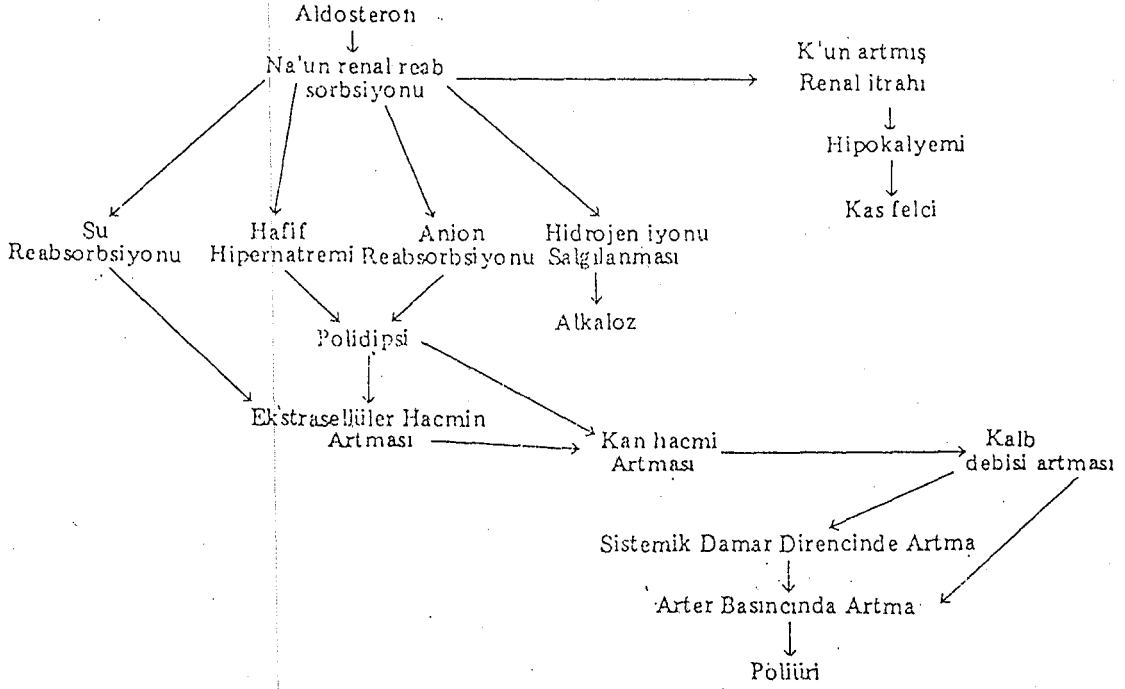 Aldosteron
Na'un renal reab
sorbsiyonu
K'un artmış
Renal itrahı
Hipokalyemi
Kas felci
Su
Reabsorbsiyonu
Hafif
Hipernatremi
Anion
Reabsorbsiyonu
Hidrojen iyonu
Salgılanması
Alkaloz
Polidipsi
Ekstrasellüler Hacmin
Artması
Kan hacmi
Artması
Kalb
debisi artması
Sistemik Damar Direncinde Artma
Arter Basıncında Artma
Poliüri